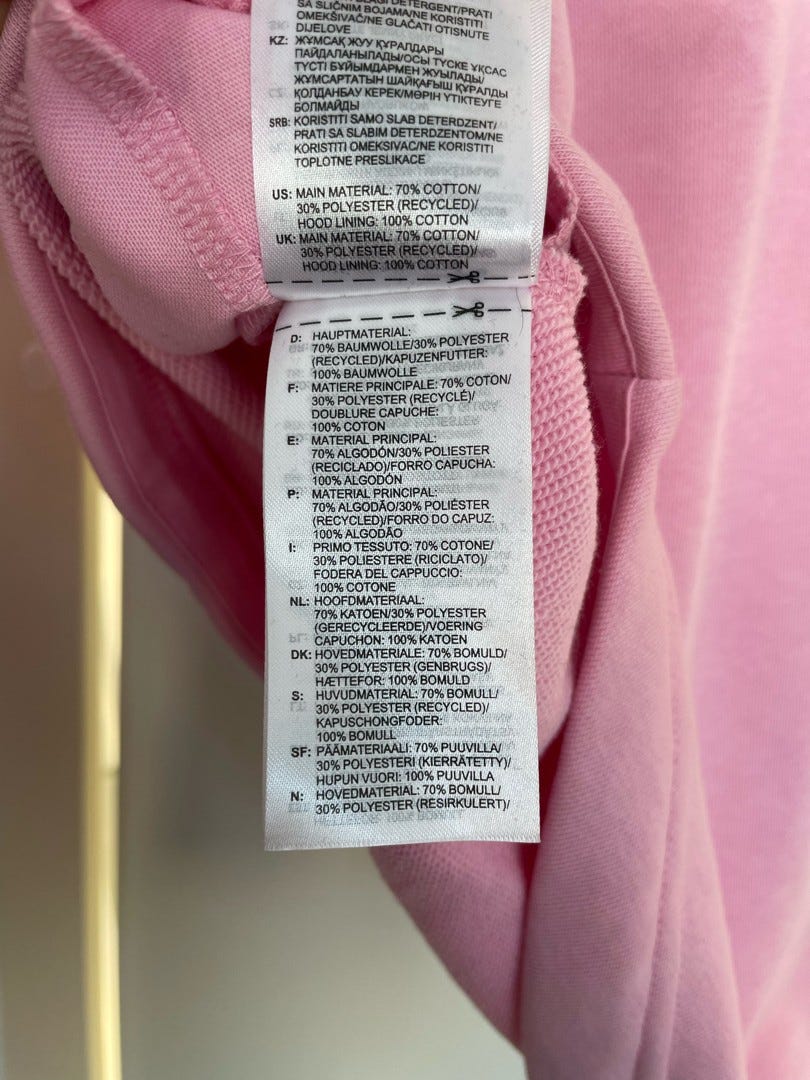 SA SLIČNIM BOJAMA/NE KORISTITI
OMEKŠIVAČ/NE GLAČATI OTISNUTE
DIJELOVE
KZ: ЖҰМСАҚ ЖУУ ҚҰРАЛДАРЫ
ПАЙДАЛАНЫЛАДЫ/ОСЫ ТҮСКЕ ҰҚСАС
ТҮСТІ БҰЙЫМДАРМЕН ЖУЫЛАДЫ/
ЖҰМСАРТАТЫН ШАЙҚАҒЫШ ҚҰРАЛДЫ
ҚОЛДАНБАУ КЕРЕК/МӨРІН ҮТІКТЕУГЕ
БОЛМАЙДЫ
SRB: KORISTITI SAMO SLAB DETERDZENT/
PRATI SA SLABIM DETERDZENTOM/NE
KORISTITI OMEKSIVAC/NE KORISTITI
TOPLOTNE PRESLIKACE
US: MAIN MATERIAL: 70% COTTON/
30% POLYESTER (RECYCLED)/
HOOD LINING: 100% COTTON
UK: MAIN MATERIAL: 70% COTTON/
30% POLYESTER (RECYCLED)/
HOOD LINING: 100% COTTON
D: HAUPTMATERIAL:
70% BAUMWOLLE/30% POLYESTER
(RECYCLED)/KAPUZENFUTTER:
100% BAUMWOLLE
F: MATIERE PRINCIPALE: 70% COTON/
30% POLYESTER (RECYCLÉ)/
DOUBLURE CAPUCHE:
100% COTON
E: MATERIAL PRINCIPAL:
70% ALGODÓN/30% POLIESTER
(RECICLADO)/FORRO CAPUCHA:
100% ALGODÓN
P: MATERIAL PRINCIPAL:
70% ALGODÃO/30% POLIÉSTER
(RECYCLED)/FORRO DO CAPUZ:
100% ALGODÃO
I: PRIMO TESSUTO: 70% COTONE/
30% POLIESTERE (RICICLATO)/
FODERA DEL CAPPUCCIO:
100% COTONE
NL: HOOFDMATERIAAL:
70% KATOEN/30% POLYESTER
(GERECYCLEERDE)/VOERING
CAPUCHON: 100% KATOEN
DK: HOVEDMATERIALE: 70% BOMULD/
30% POLYESTER (GENBRUGS)/
HÆTTEFOR: 100% BOMULD
S: HUVUDMATERIAL: 70% BOMULL/
30% POLYESTER (RECYCLED)/
KAPUSCHONGFODER:
100% BOMULL
SF: PÄÄMATERIAALI: 70% PUUVILLA/
30% POLYESTERI (KIERRÄTETTY)/
HUPUN VUORI: 100% PUUVILLA
N: HOVEDMATERIAL: 70% BOMULL/
30% POLYESTER (RESIRKULERT)/